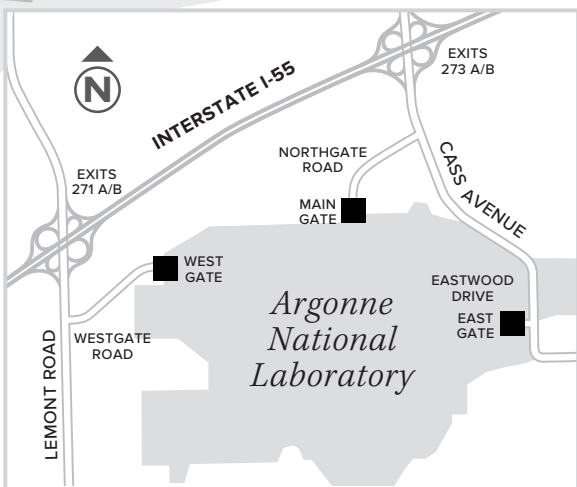 EXITS
273 A/B
N
INTERSTATE I-55
NORTHGATE
ROAD
CASS AVENUE
EXITS
271 A/B
MAIN
GATE
WEST
GATE
EASTWOOD
DRIVE
EAST
GATE
Argonne
National
Laboratory
WESTGATE
ROAD
LEMONT ROAD